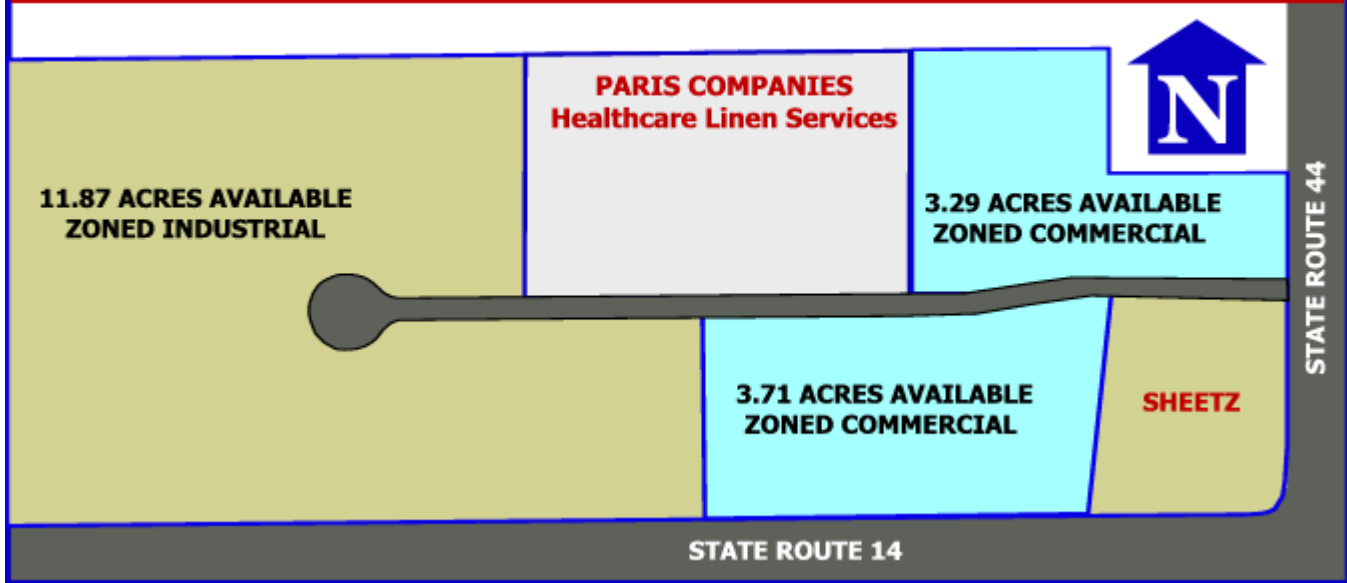 PARIS COMPANIES
Healthcare Linen Services
N
11.87 ACRES AVAILABLE
ZONED INDUSTRIAL
3.29 ACRES AVAILABLE
ZONED COMMERCIAL
STATE ROUTE 44
3.71 ACRES AVAILABLE
ZONED COMMERCIAL
SHEETZ
STATE ROUTE 14